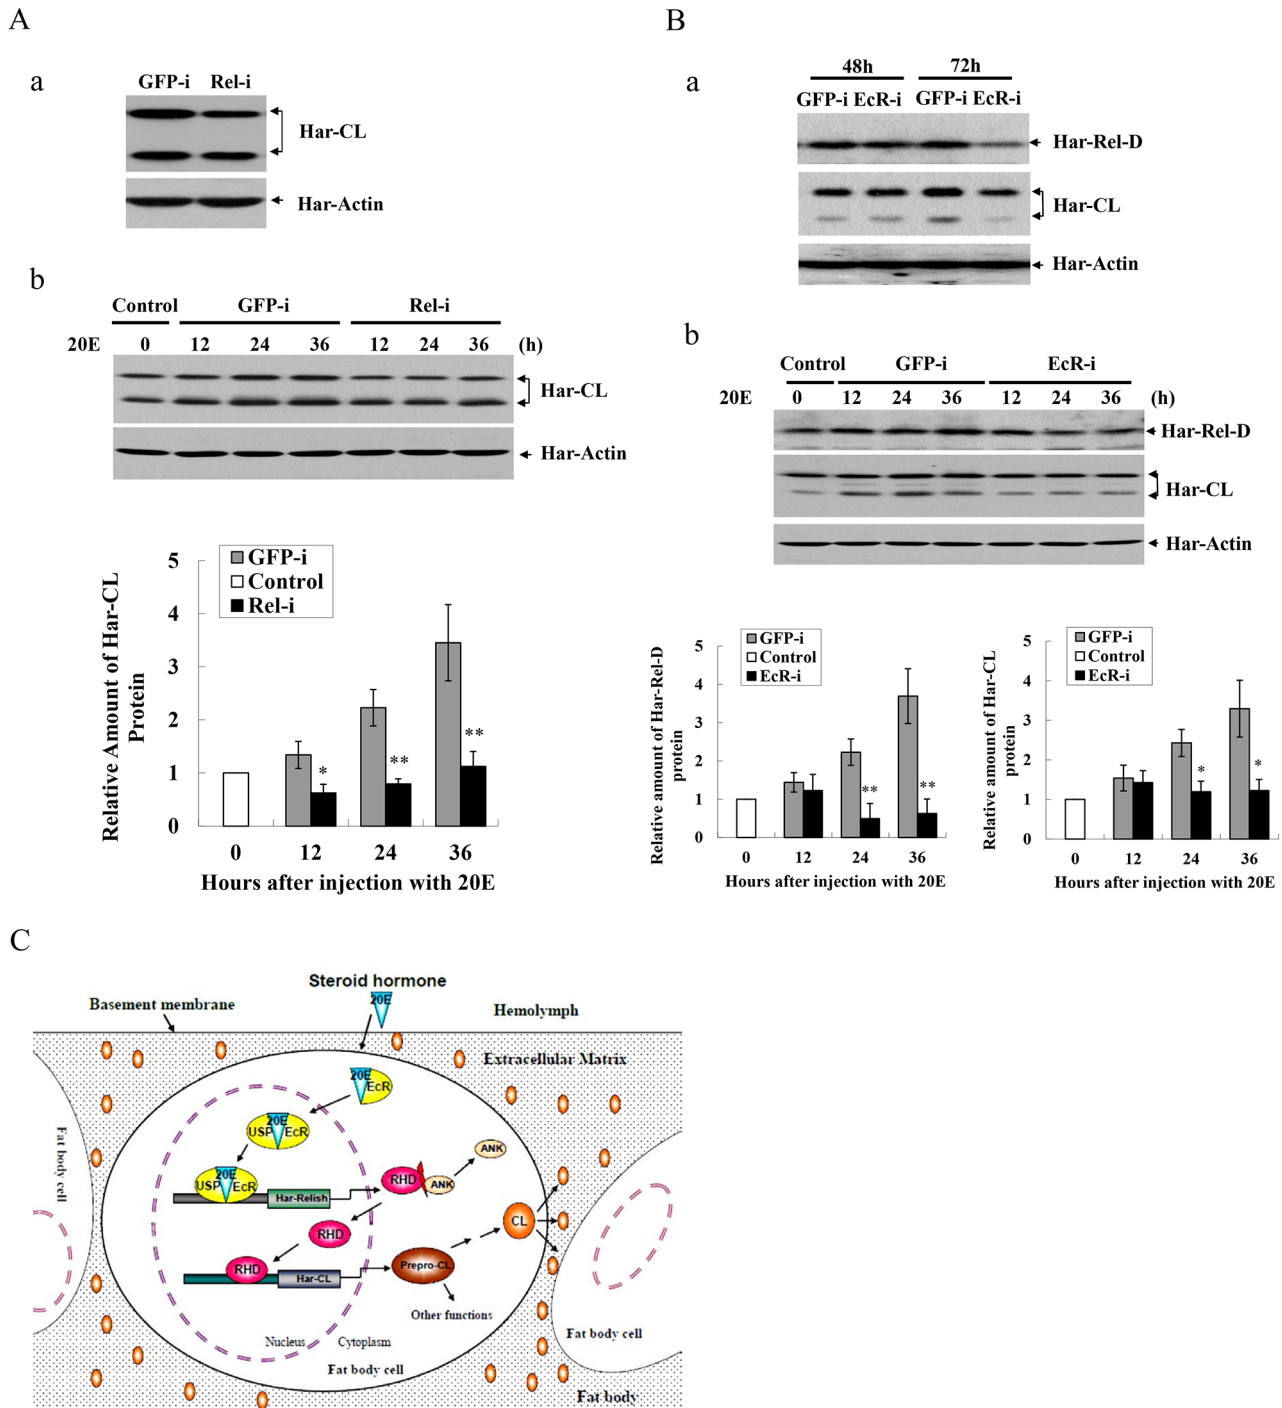 A
a
GFP-i Rel-i
Har-CL
Har-Actin
b
Control GFP-i Rel-i
20E 0 12 24 36 12 24 36 (h)
Har-CL
Har-Actin
Relative Amount of Har-CL
Protein
5
4
3
2
1
0
GFP-i
Control
Rel-i
*
**
**
0 12 24 36
Hours after injection with 20E
B
a
48h 72h
GFP-i EcR-i GFP-i EcR-i
Har-Rel-D
Har-CL
Har-Actin
b
Control GFP-i EcR-i
20E 0 12 24 36 12 24 36 (h)
Har-Rel-D
Har-CL
Har-Actin
Relative amount of Har-Rel-D
protein
5
4
3
2
1
0
GFP-i
Control
EcR-i
**
**
0 12 24 36
Hours after injection with 20E
Relative amount of Har-CL
protein
5
4
3
2
1
0
GFP-i
Control
EcR-i
*
*
0 12 24 36
Hours after injection with 20E
C
Steroid hormone
20E
Basement membrane
Hemolymph
Extracellular Matrix
20E
EcR
20E
USP EcR
20E
USP EcR
Har-Relish
RHD
ANK
ANK
RHD
RHD
Har-CL
Prepro-CL
CL
Other functions
Nucleus Cytoplasm
Fat body cell
Fat body cell
Fat body cell
Fat body